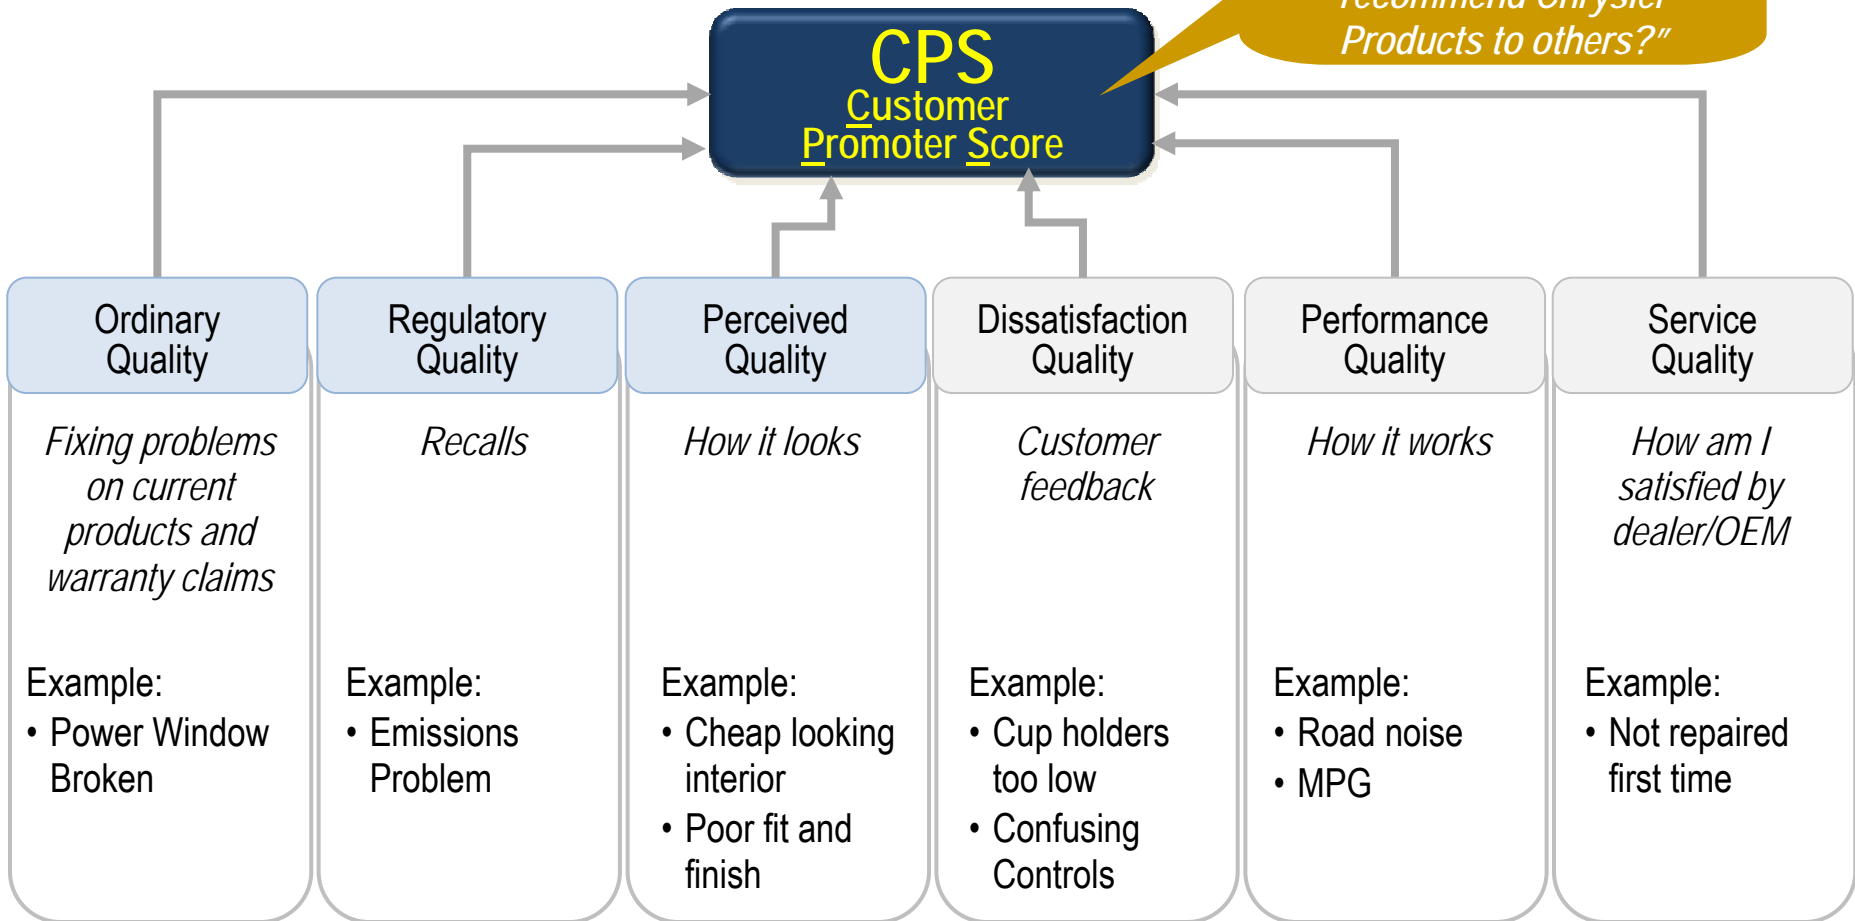 recommend Chrysler
Products to others?"
CPS
Customer
Promoter Score
Ordinary
Quality
Fixing problems
on current
products and
warranty claims
Example:
• Power Window
Broken
Regulatory
Quality
Recalls
Example:
• Emissions
Problem
Perceived
Quality
How it looks
Example:
• Cheap looking
interior
• Poor fit and
finish
Dissatisfaction
Quality
Customer
feedback
Example:
• Cup holders
too low
• Confusing
Controls
Performance
Quality
How it works
Example:
• Road noise
• MPG
Service
Quality
How am I
satisfied by
dealer/OEM
Example:
• Not repaired
first time